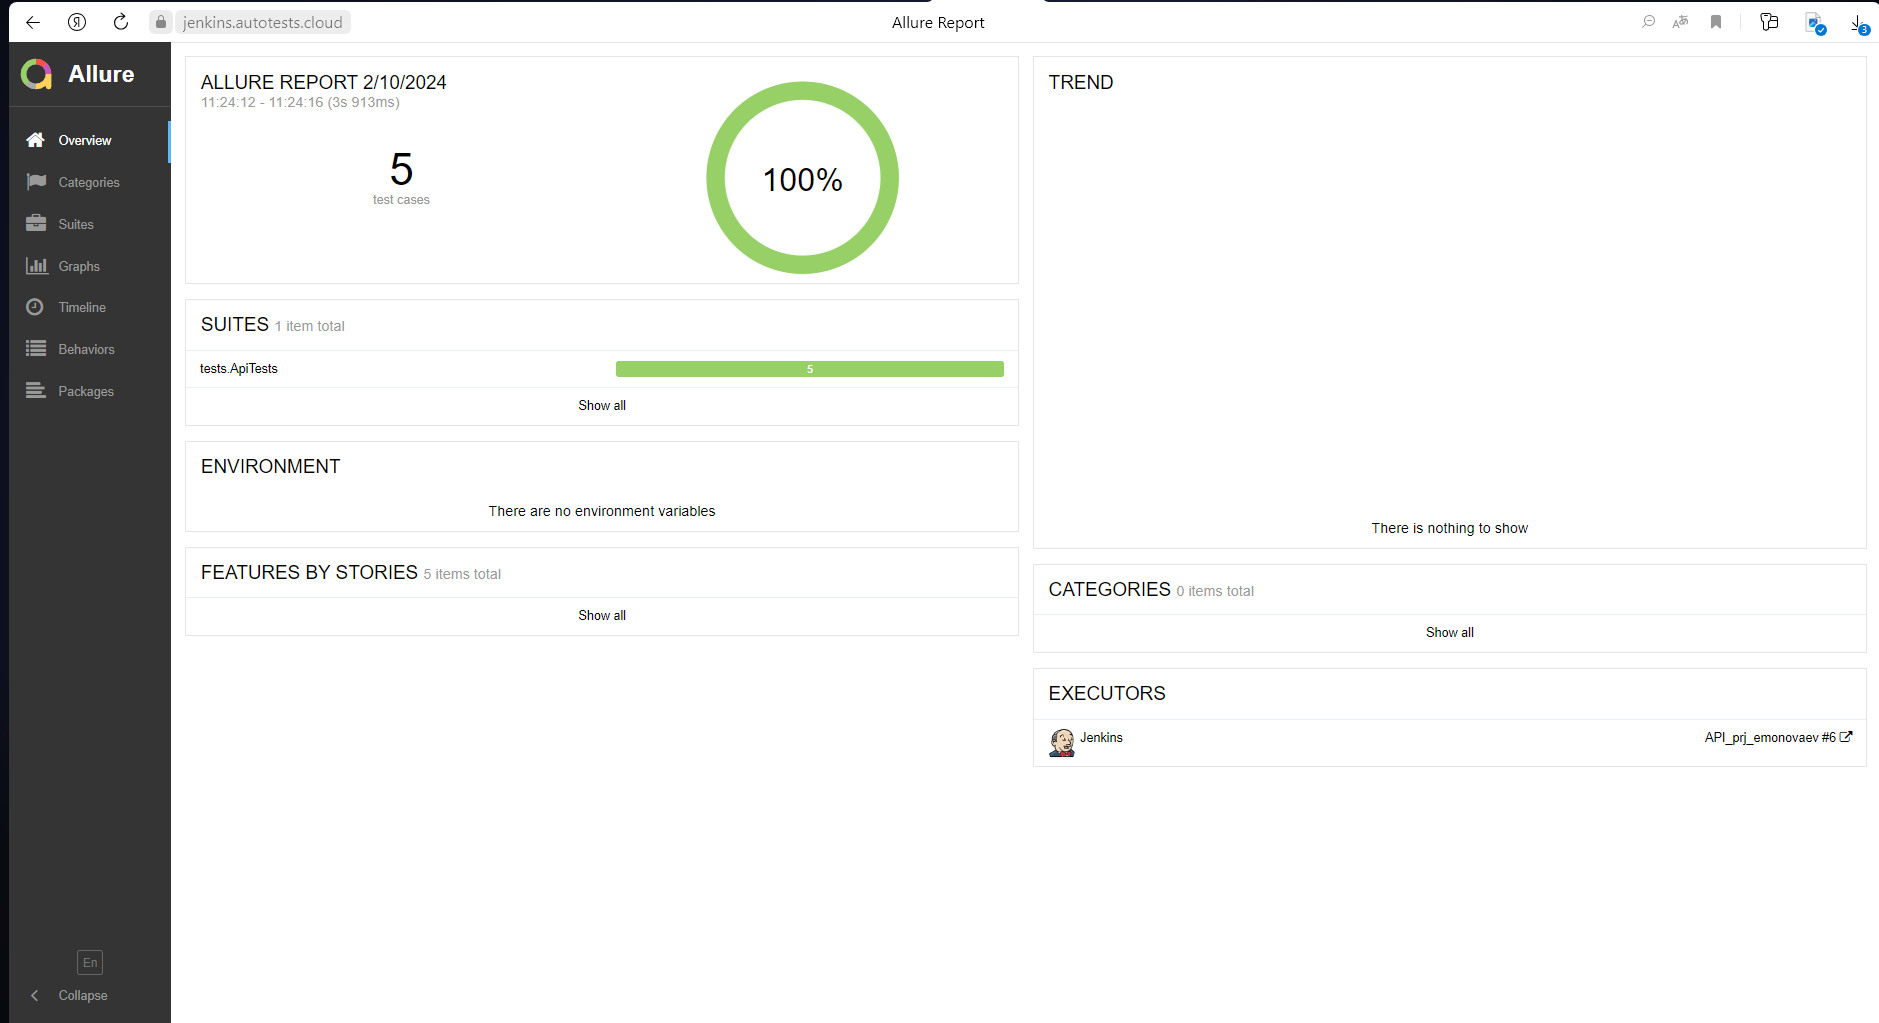 Я
jenkins.autotests.cloud
Allure Report
3
Allure
Overview
Categories
Suites
Graphs
Timeline
Behaviors
Packages
En
Collapse
ALLURE REPORT 2/10/2024
11:24:12 - 11:24:16 (3s 913ms)
5
test cases
100%
SUITES 1 item total
tests.ApiTests 5
Show all
ENVIRONMENT
There are no environment variables
FEATURES BY STORIES 5 items total
Show all
TREND
There is nothing to show
CATEGORIES 0 items total
Show all
EXECUTORS
Jenkins API_prj_emonovaev #6